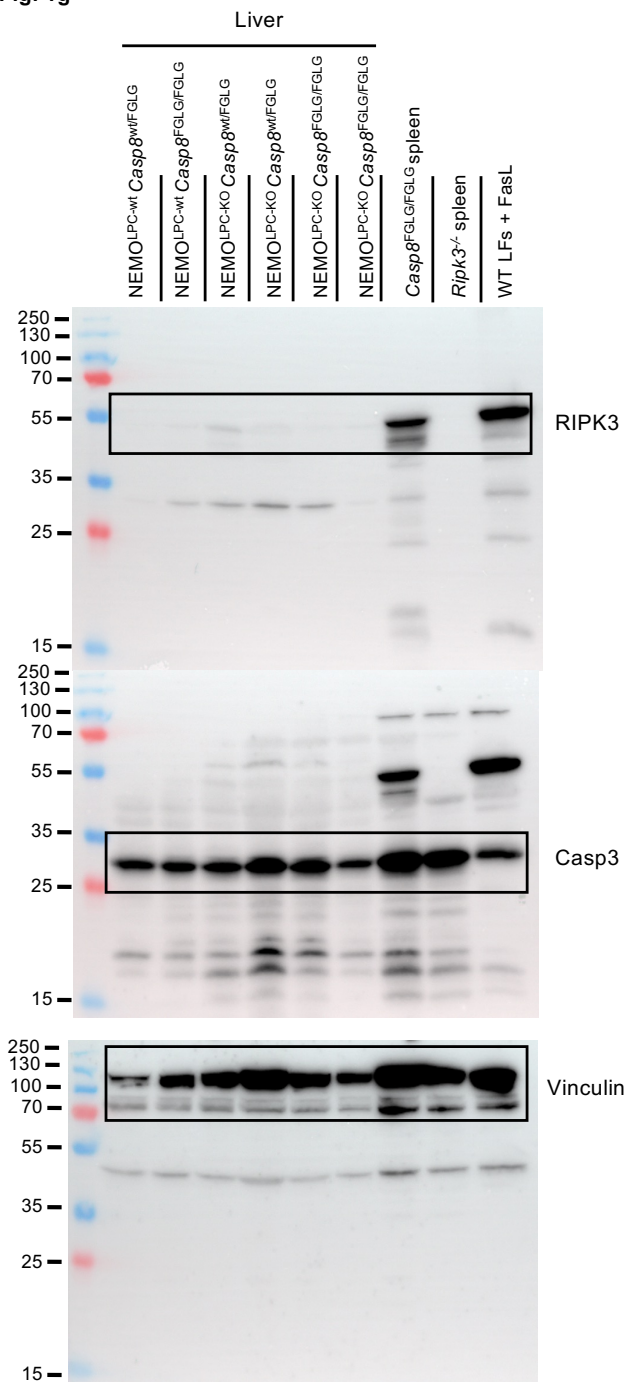 Liver
NEMOLPC-wt Casp8wt/FGLG
NEMOLPC-wt Casp8FGLG/FGLG
NEMOLPC-KO Casp8wt/FGLG
NEMOLPC-KO Casp8wt/FGLG
NEMOLPC-KO Casp8FGLG/FGLG
NEMOLPC-KO Casp8FGLG/FGLG
Casp8FGLG/FGLG spleen
Ripk3-/- spleen
WT LFs + FasL
250
130
100
70
55
35
25
15
RIPK3
250
130
100
70
55
35
25
15
Casp3
250
130
100
70
55
35
25
15
Vinculin